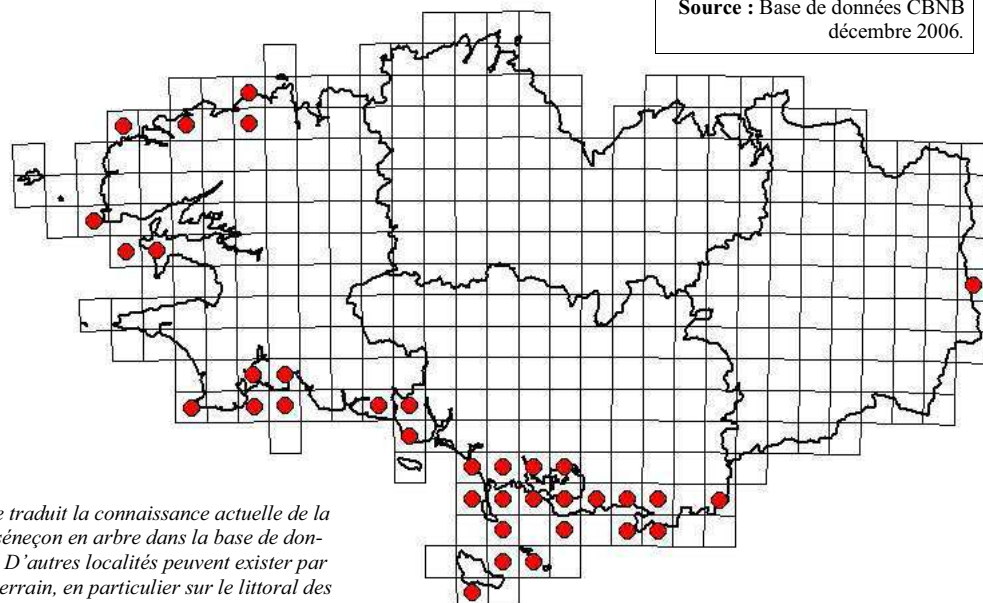 Source : Base de données CBNB
décembre 2006.
e traduit la connaissance actuelle de la
séneçon en arbre dans la base de don-
D’autres localités peuvent exister par
errain, en particulier sur le littoral des